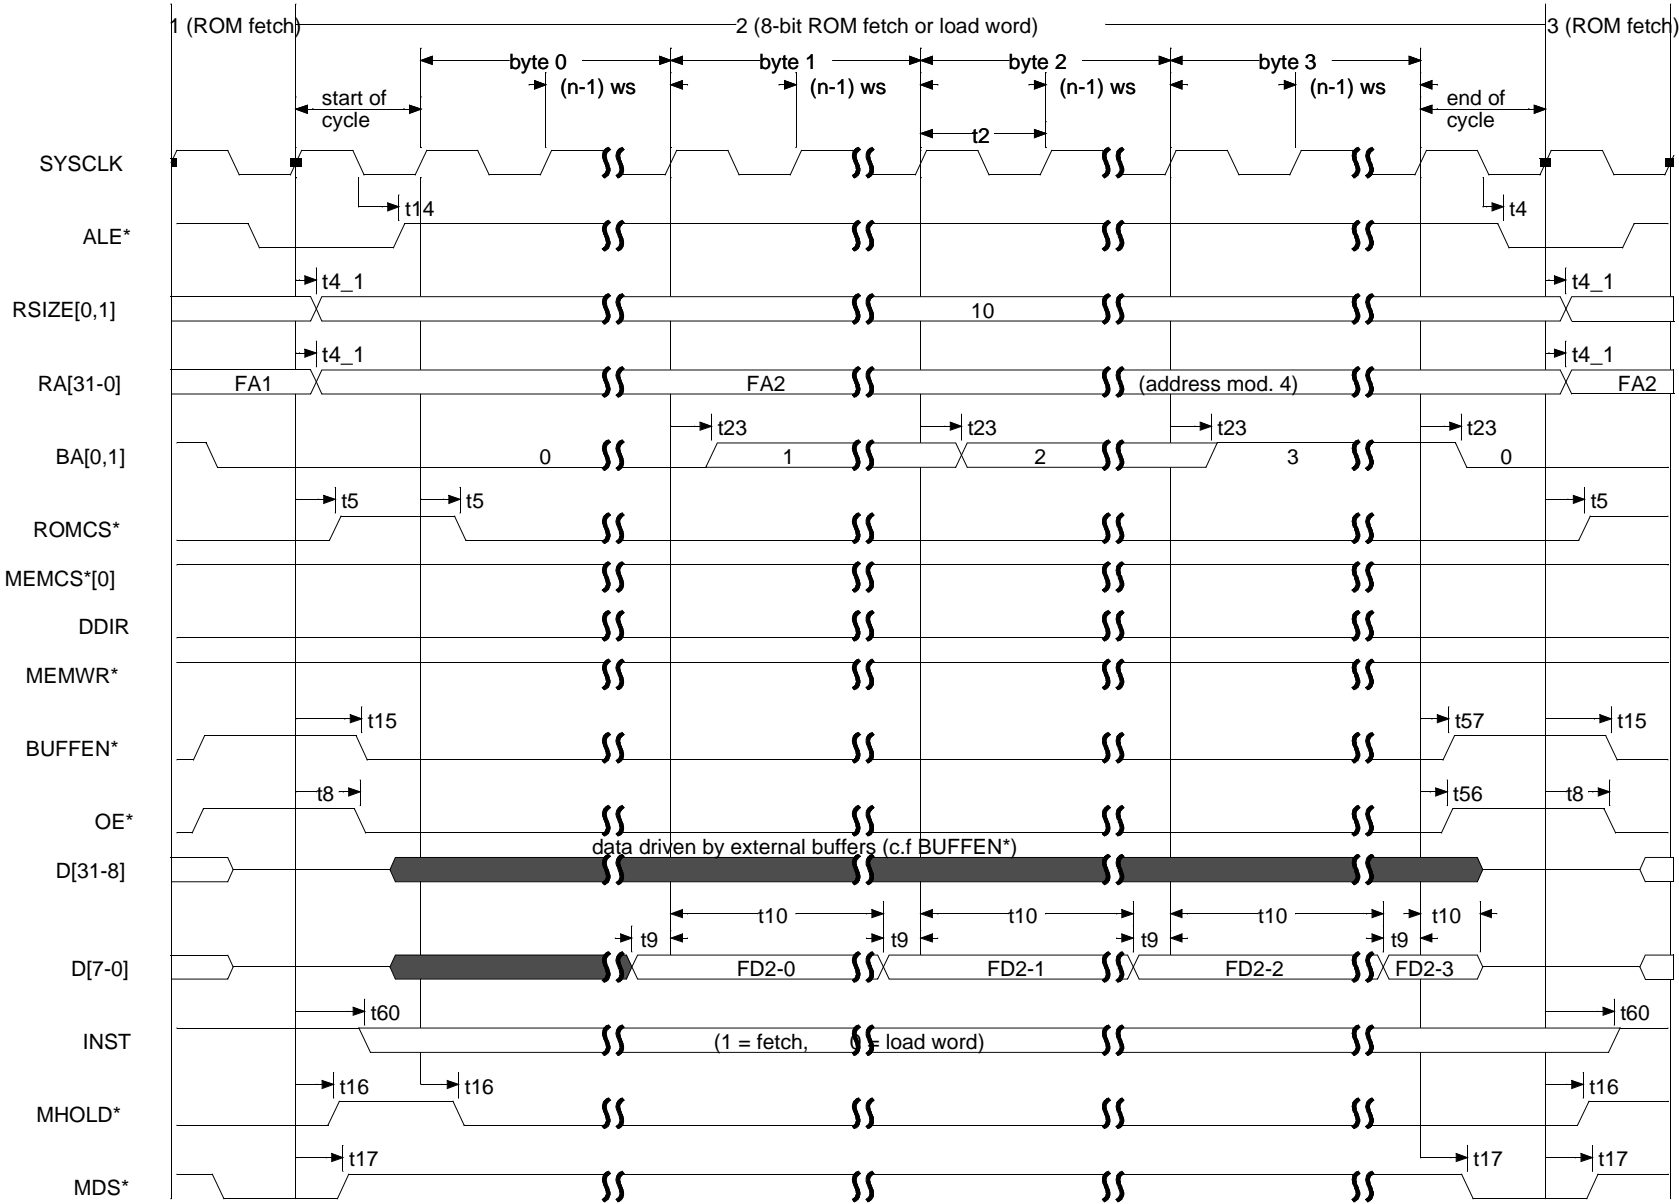 1 (ROM fetch) 2 (8-bit ROM fetch or load word) 3 (ROM fetch)
byte 0 byte 1 byte 2 byte 3
(n-1) ws (n-1) ws (n-1) ws (n-1) ws
start of cycle end of cycle
t2
SYSCLK
t14 t4
ALE*
t4_1 t4_1
RSIZE[0,1] 10
t4_1 t4_1
RA[31-0] FA1 FA2 (address mod. 4) FA2
t23 t23 t23 t23
BA[0,1] 0 1 2 3 0
t5 t5 t5
ROMCS*
MEMCS*[0]
DDIR
MEMWR*
t15 t57 t15
BUFFEN*
t8 t56 t8
OE*
data driven by external buffers (c.f BUFFEN*)
D[31-8]
t10 t10 t10 t10
t9 t9 t9 t9
D[7-0] FD2-0 FD2-1 FD2-2 FD2-3
t60 t60
INST (1 = fetch, 0 = load word)
t16 t16 t16
MHOLD*
t17 t17 t17
MDS*